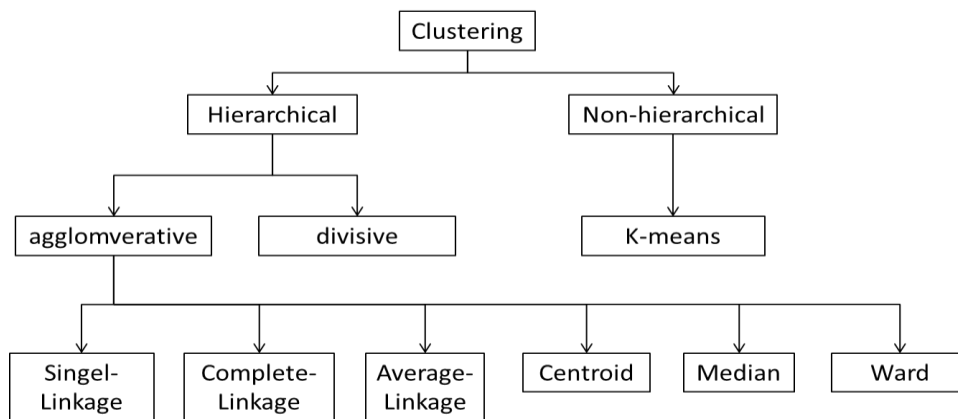 Clustering
Hierarchical
Non-hierarchical
agglomverative
divisive
K-means
Singel-
Linkage
Complete-
Linkage
Average-
Linkage
Centroid
Median
Ward